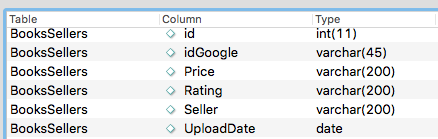 Table Column Type
BooksSellers id int(11)
BooksSellers idGoogle varchar(45)
BooksSellers Price varchar(200)
BooksSellers Rating varchar(200)
BooksSellers Seller varchar(200)
BooksSellers UploadDate date